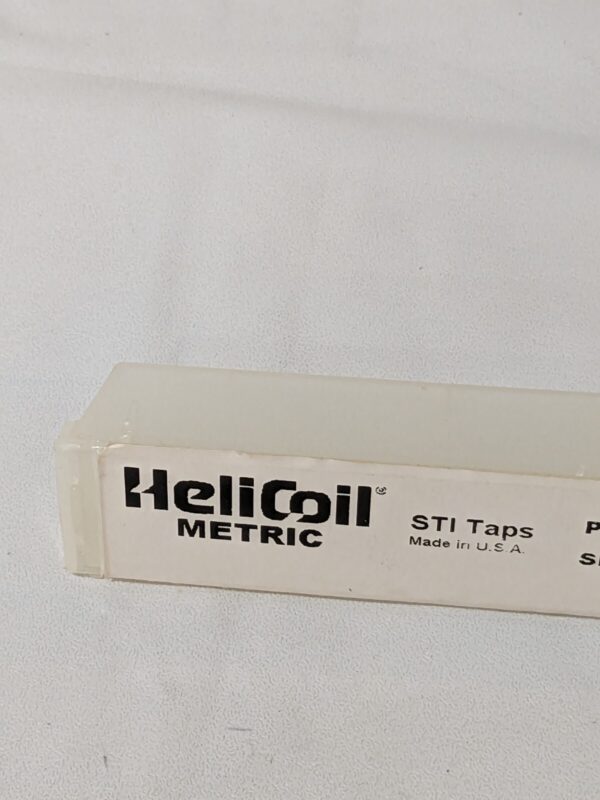 HeliCoil®
METRIC
STI Taps
Made in U.S.A.
P
S